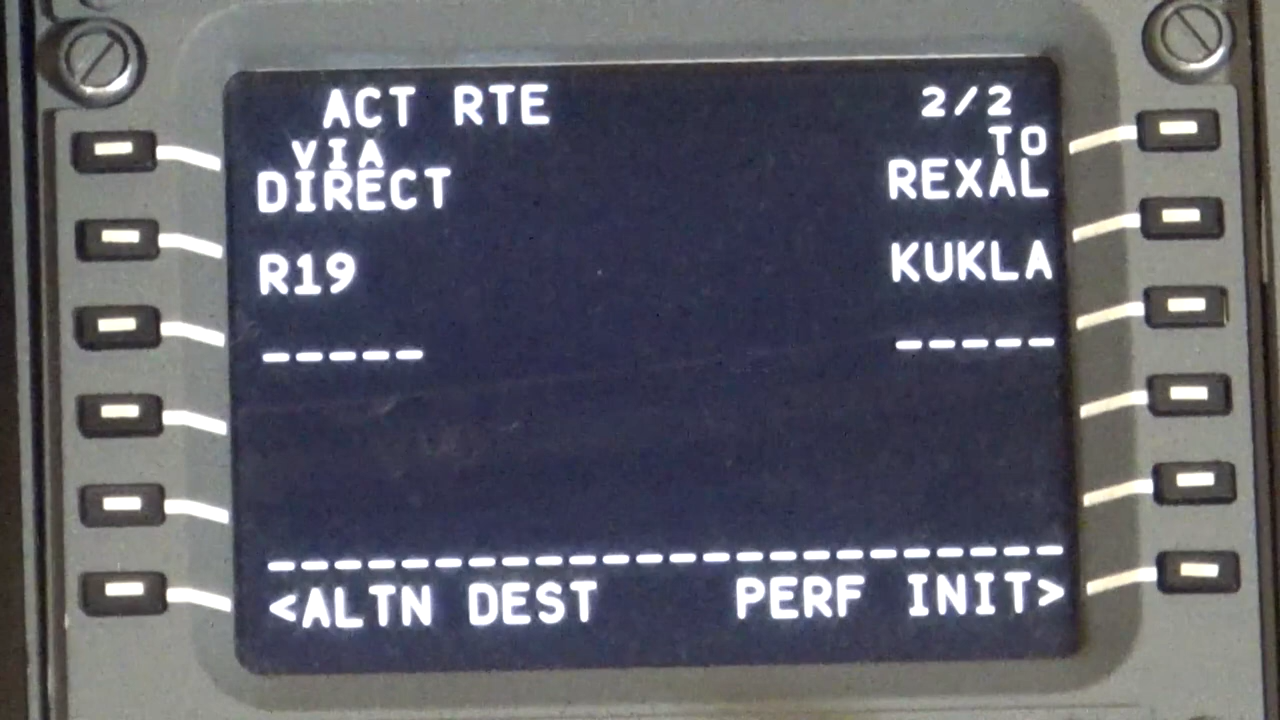 ACT RTE 2/2
VIA TO
DIRECT REXAL
R19 KUKLA
----- -----
------------------------
<ALTN DEST PERF INIT>